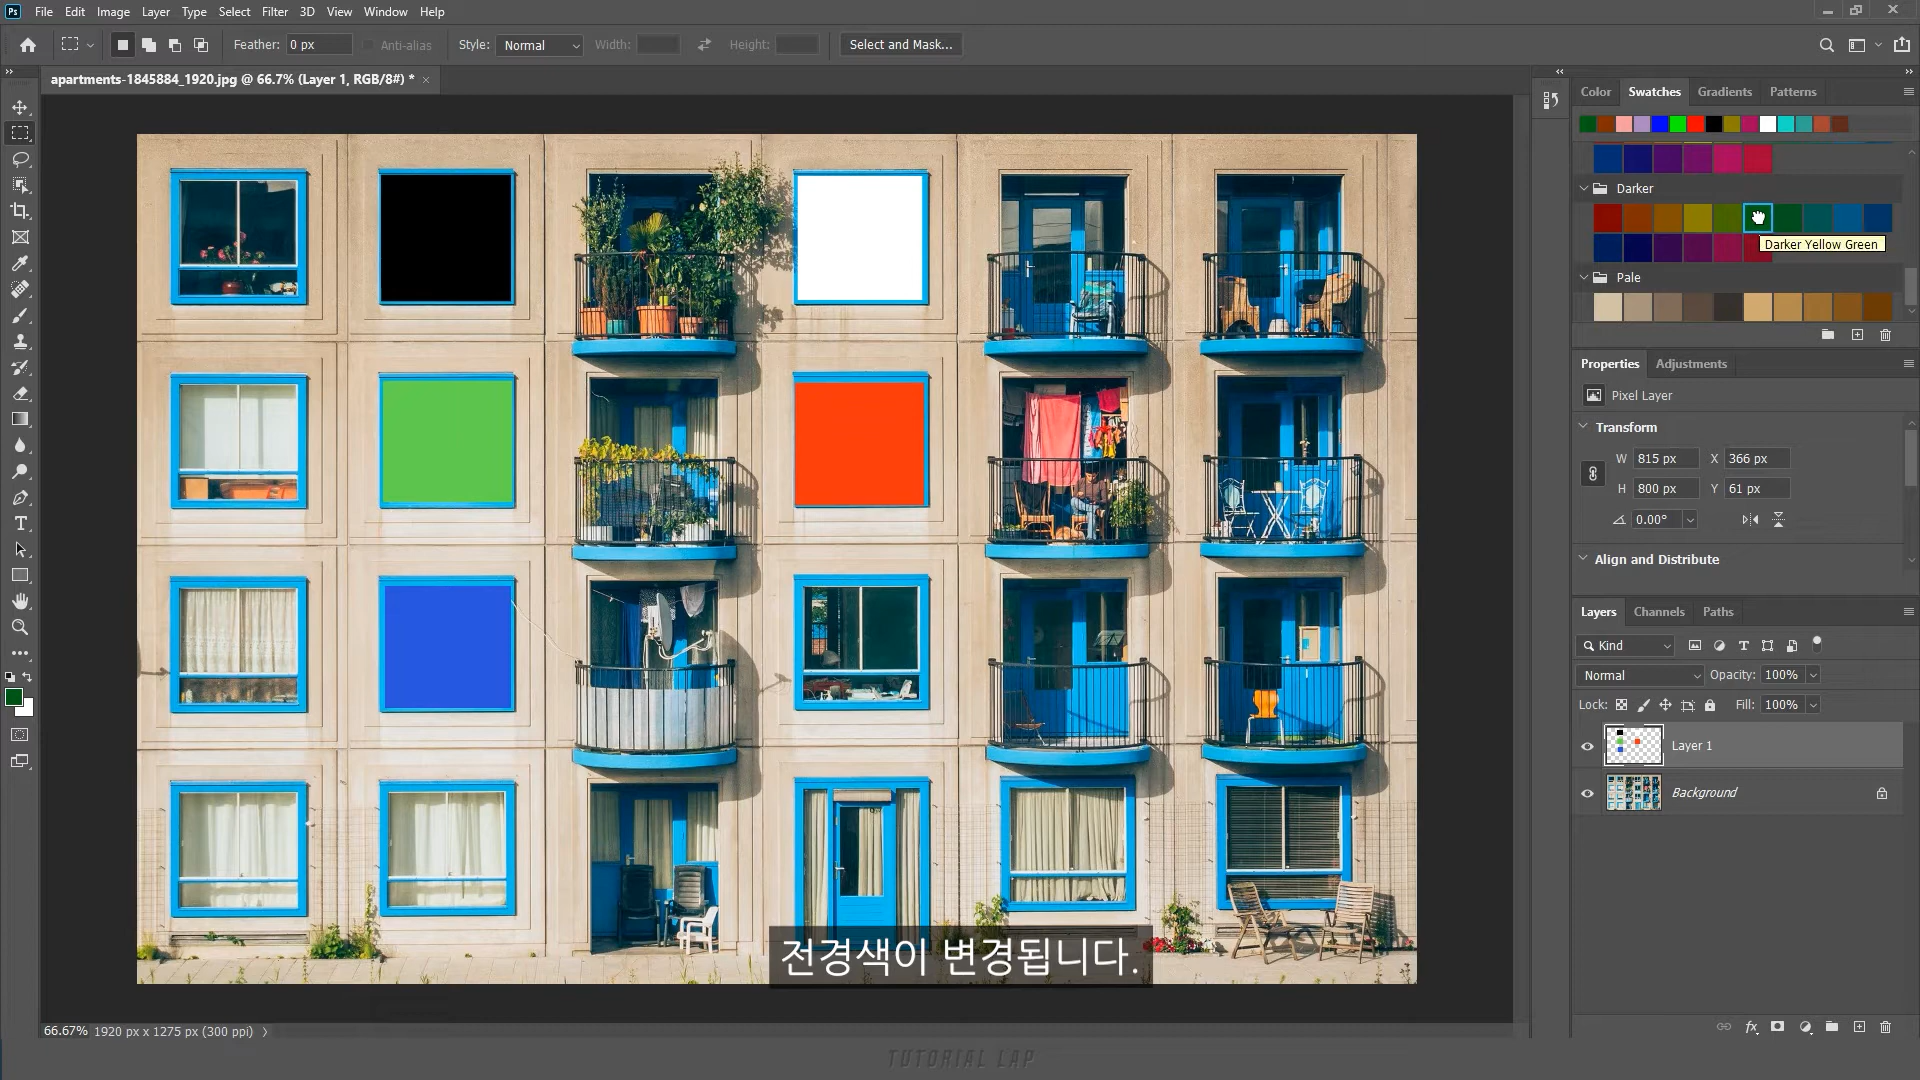 Ps File Edit Image Layer Type Select Filter 3D View Window Help
Feather: 0 px Anti-alias Style: Normal Width: Height: Select and Mask...
apartments-1845884_1920.jpg @ 66.7% (Layer 1, RGB/8#) *
Color Swatches Gradients Patterns
Darker
Darker Yellow Green
Pale
Properties Adjustments
Pixel Layer
Transform
W 815 px X 366 px
H 800 px Y 61 px
0.00°
Align and Distribute
Layers Channels Paths
Kind
Normal Opacity: 100%
Lock: Fill: 100%
Layer 1
Background
전경색이 변경됩니다.
66.67% 1920 px x 1275 px (300 ppi)
TUTORIAL LAP